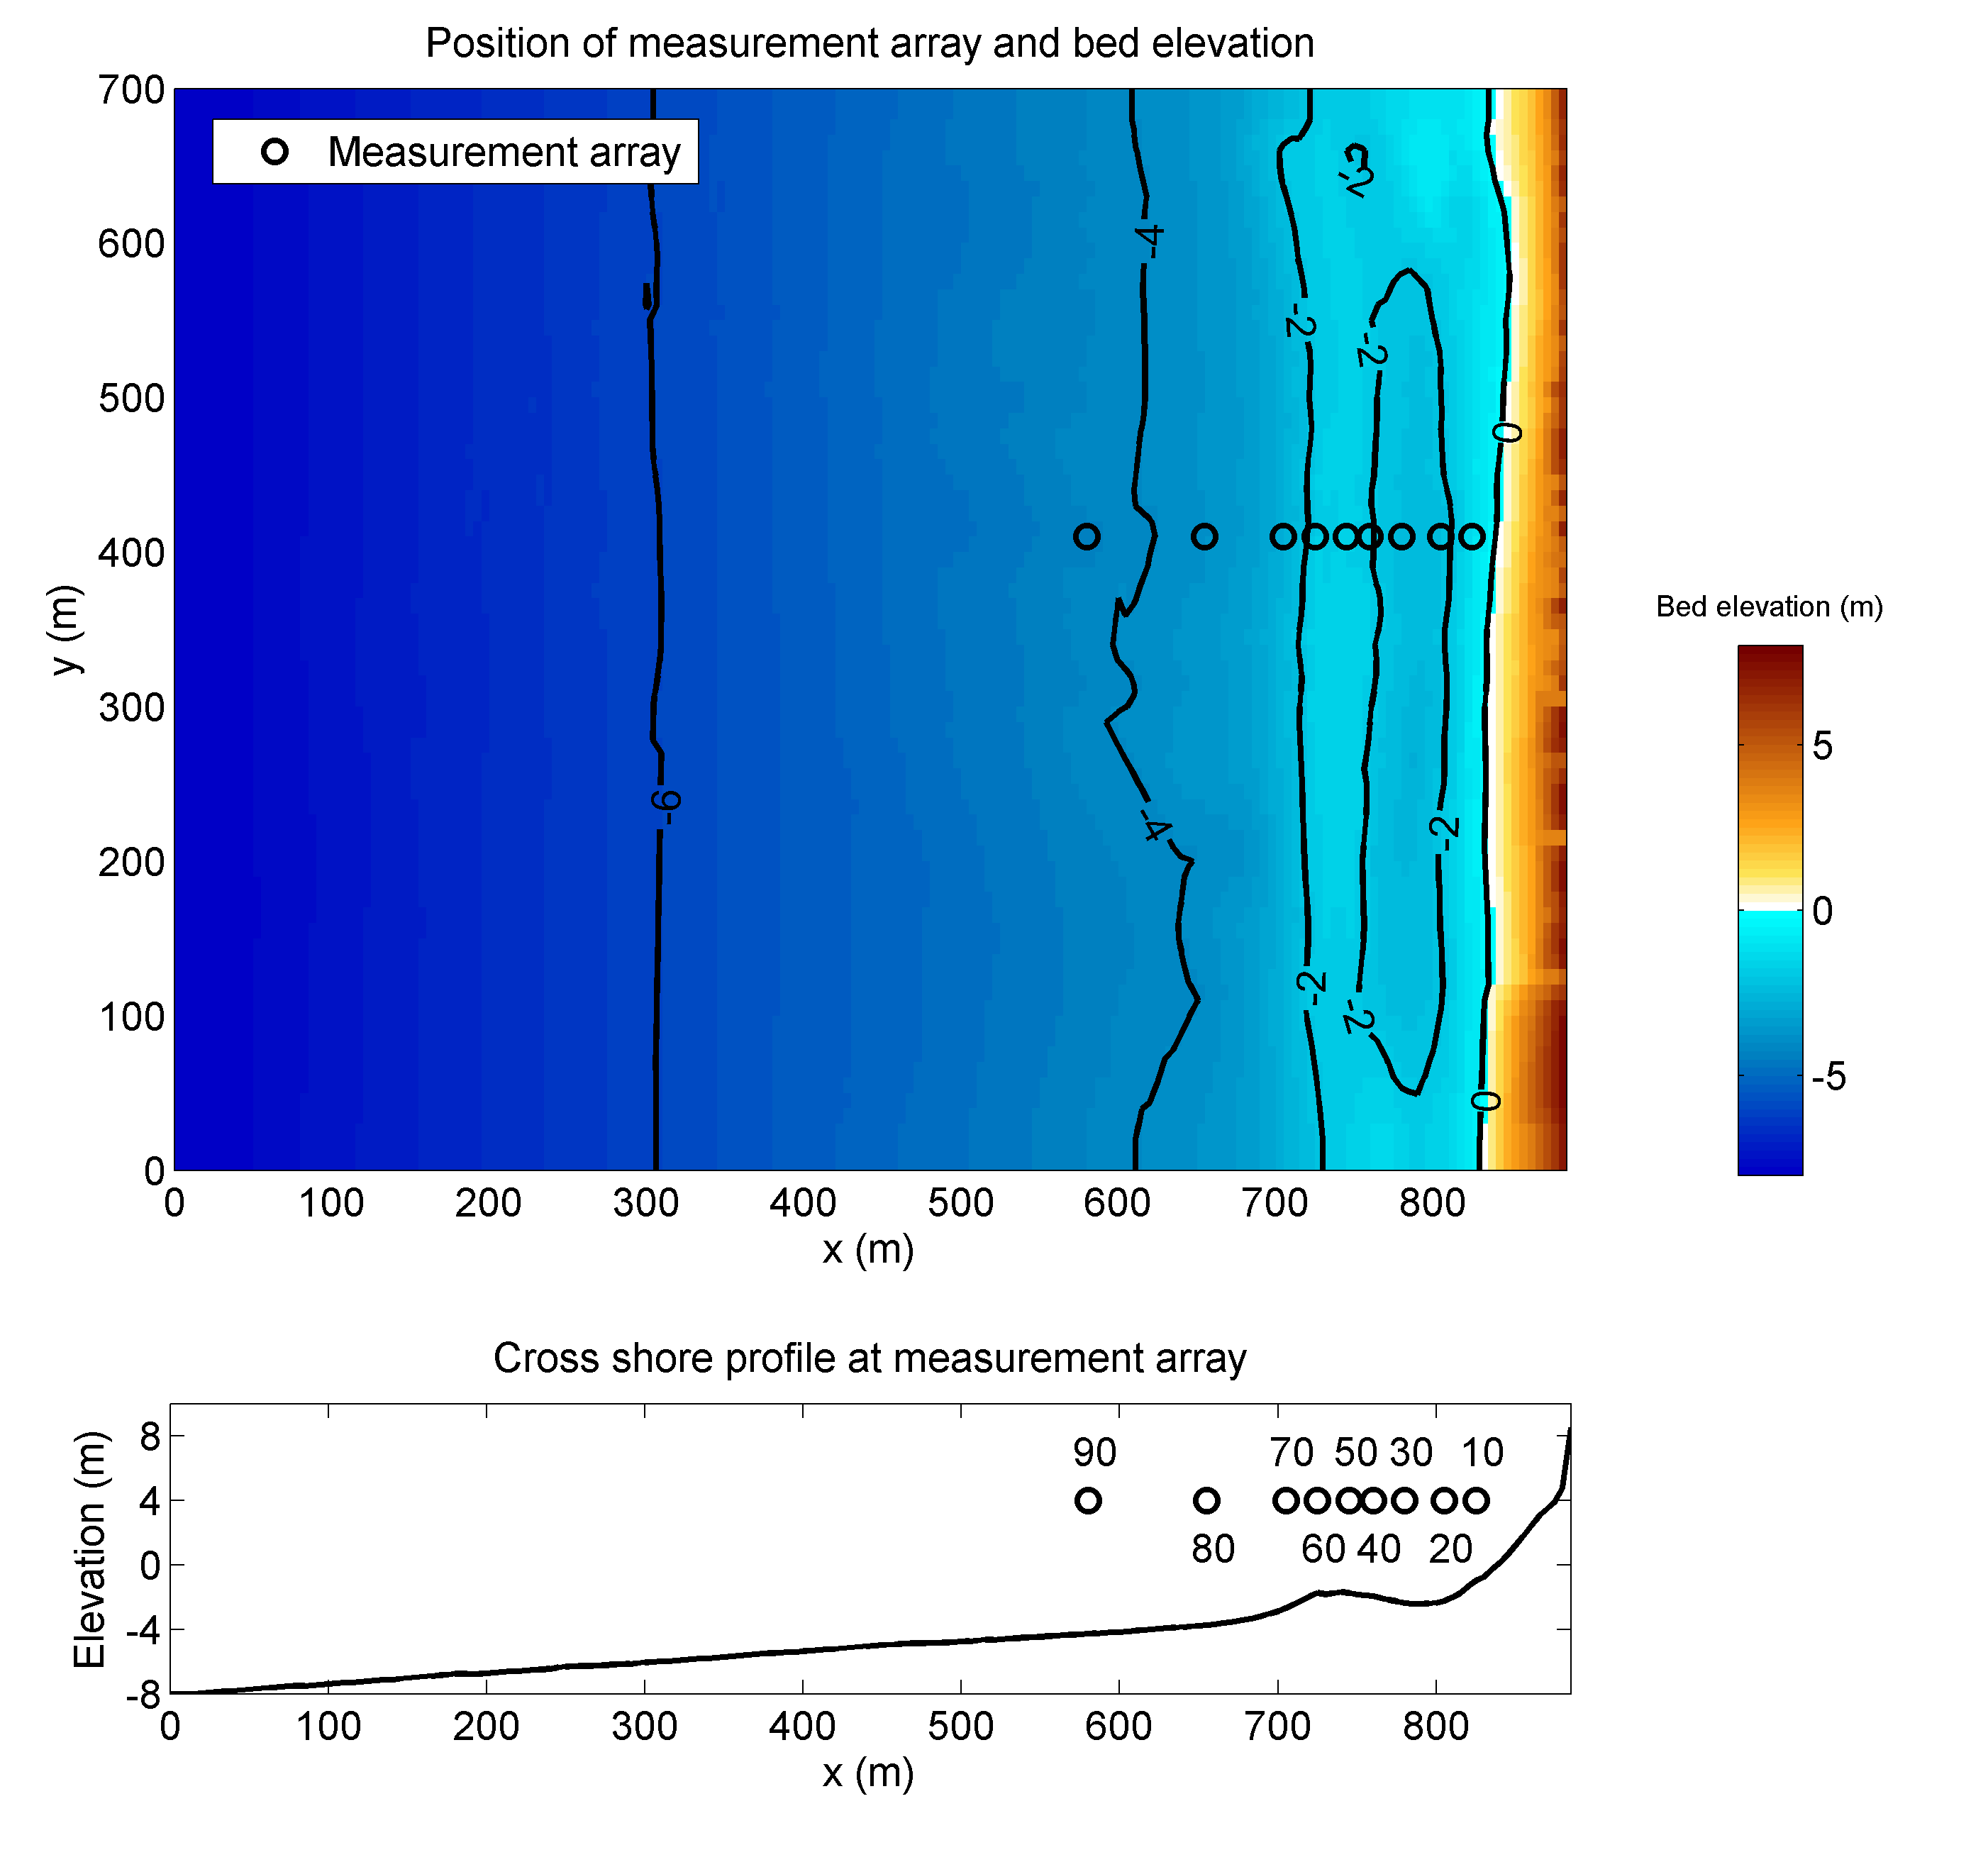 Position of measurement array and bed elevation
700
600
500
400
300
200
100
0
y (m)
Measurement array
-6
-4
-4
-2
-2
-2
-2
-2
-2
0
0
0 100 200 300 400 500 600 700 800
x (m)
Bed elevation (m)
5
0
-5
Cross shore profile at measurement array
8
4
0
-4
-8
Elevation (m)
90 70 50 30 10
80 60 40 20
0 100 200 300 400 500 600 700 800
x (m)